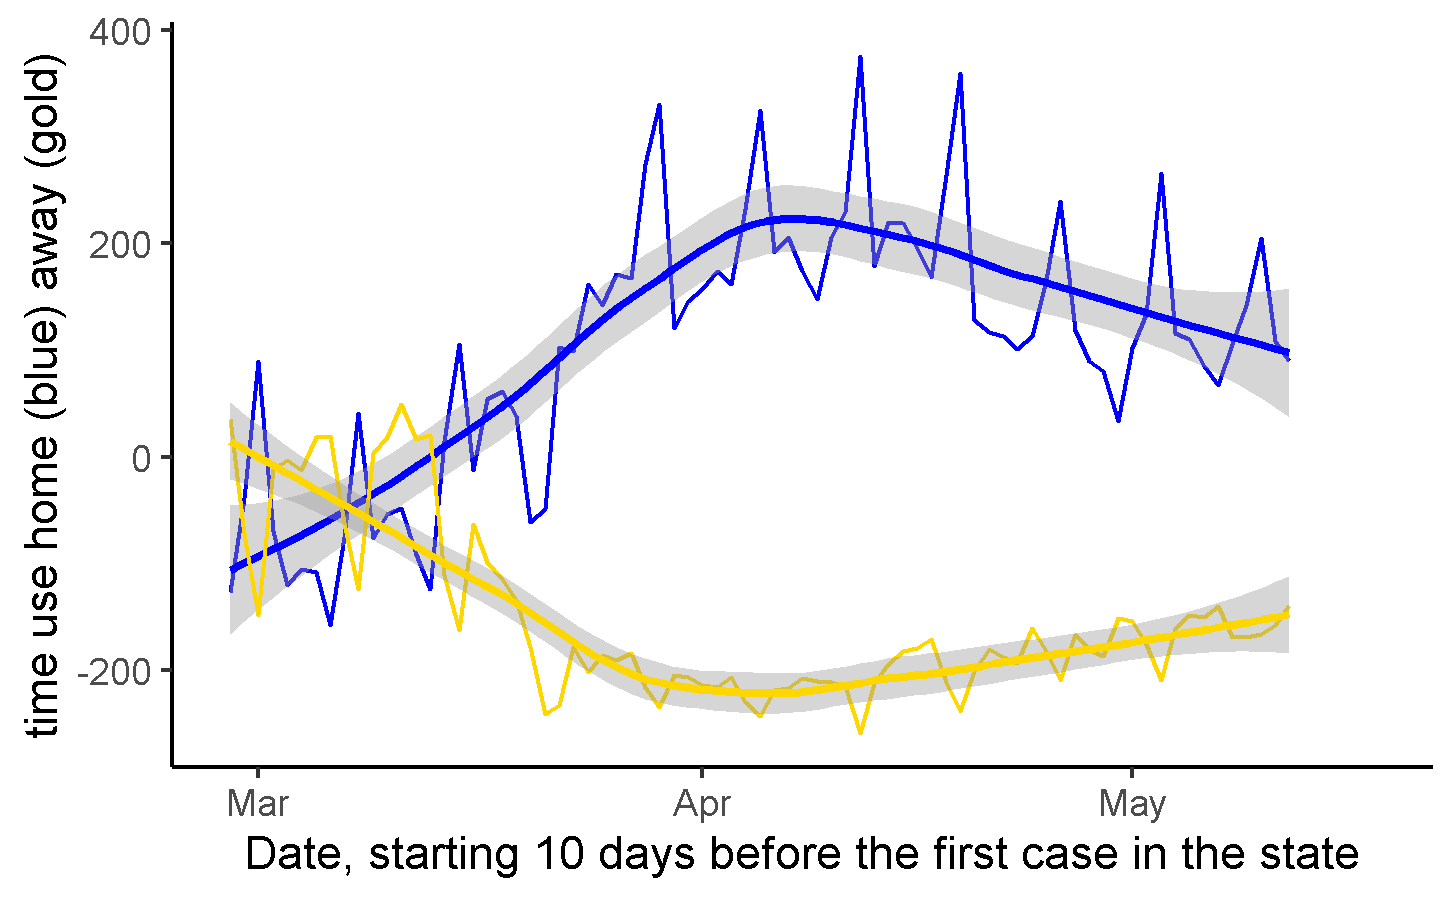 time use home (blue) away (gold)
400
200
0
-200
Mar
Apr
May
Date, starting 10 days before the first case in the state